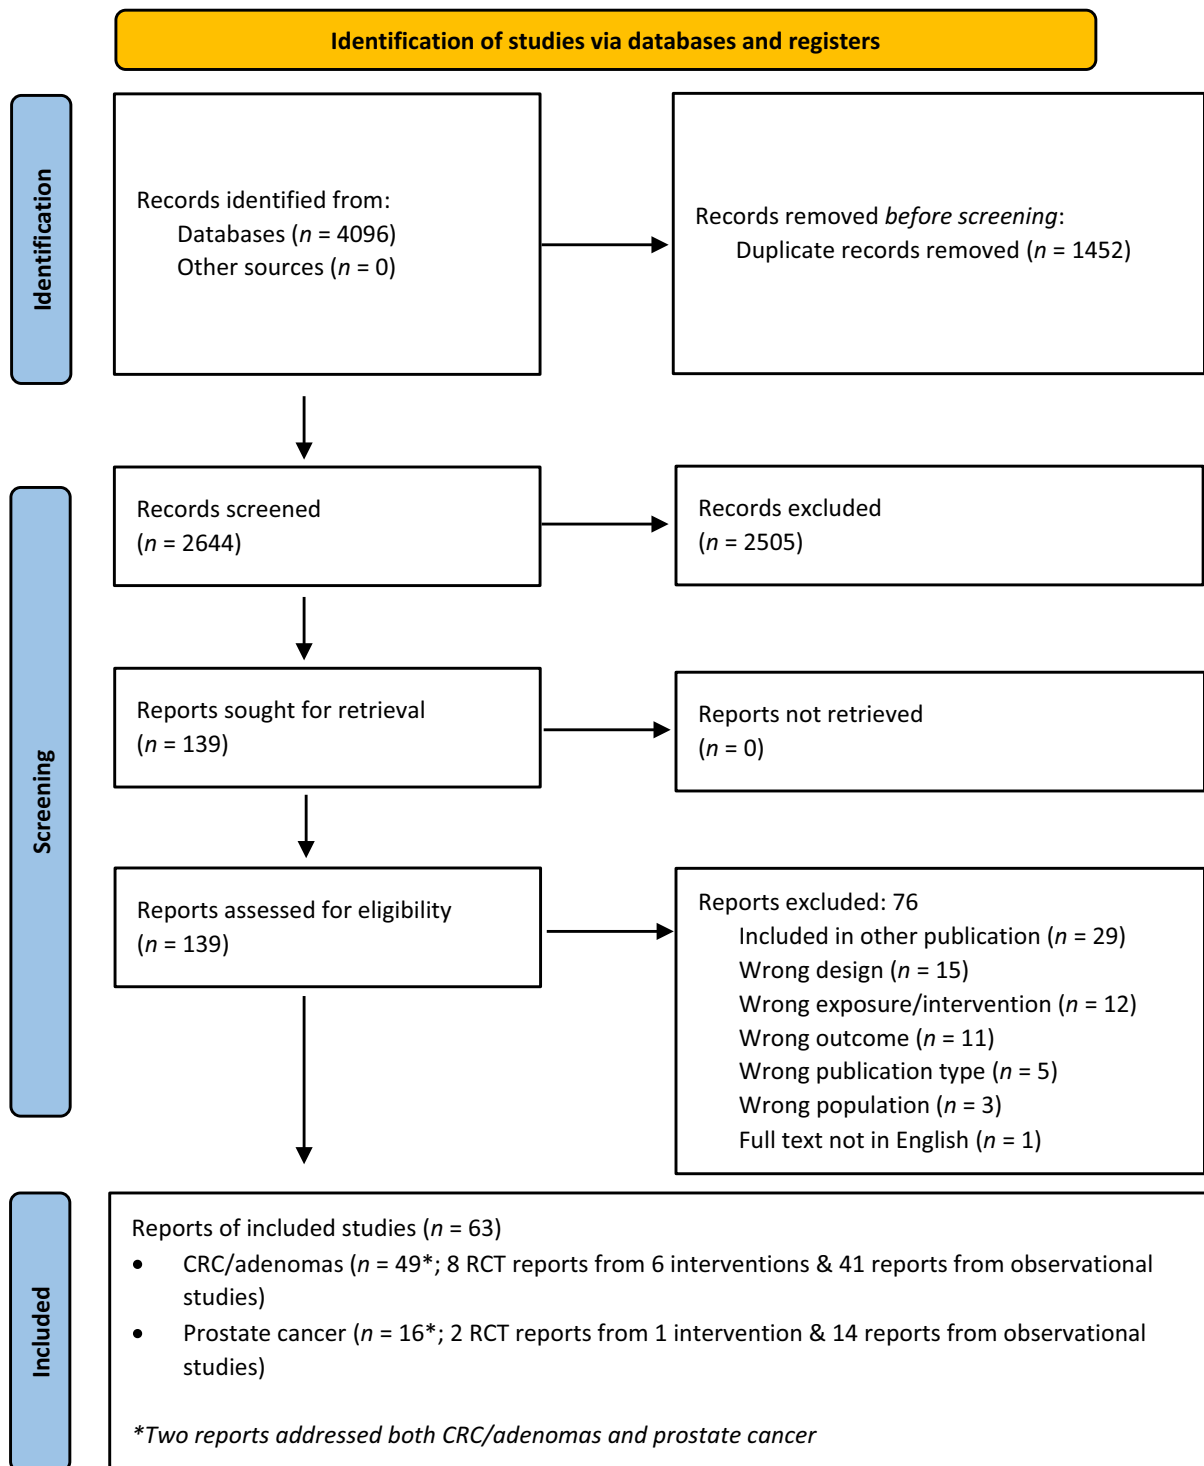 Identification of studies via databases and registers
Identification
Records identified from:
Databases (n = 4096)
Other sources (n = 0)
Records removed before screening:
Duplicate records removed (n = 1452)
Screening
Records screened
(n = 2644)
Records excluded
(n = 2505)
Reports sought for retrieval
(n = 139)
Reports not retrieved
(n = 0)
Reports assessed for eligibility
(n = 139)
Reports excluded: 76
Included in other publication (n = 29)
Wrong design (n = 15)
Wrong exposure/intervention (n = 12)
Wrong outcome (n = 11)
Wrong publication type (n = 5)
Wrong population (n = 3)
Full text not in English (n = 1)
Included
Reports of included studies (n = 63)
• CRC/adenomas (n = 49*; 8 RCT reports from 6 interventions & 41 reports from observational
studies)
• Prostate cancer (n = 16*; 2 RCT reports from 1 intervention & 14 reports from observational
studies)
*Two reports addressed both CRC/adenomas and prostate cancer